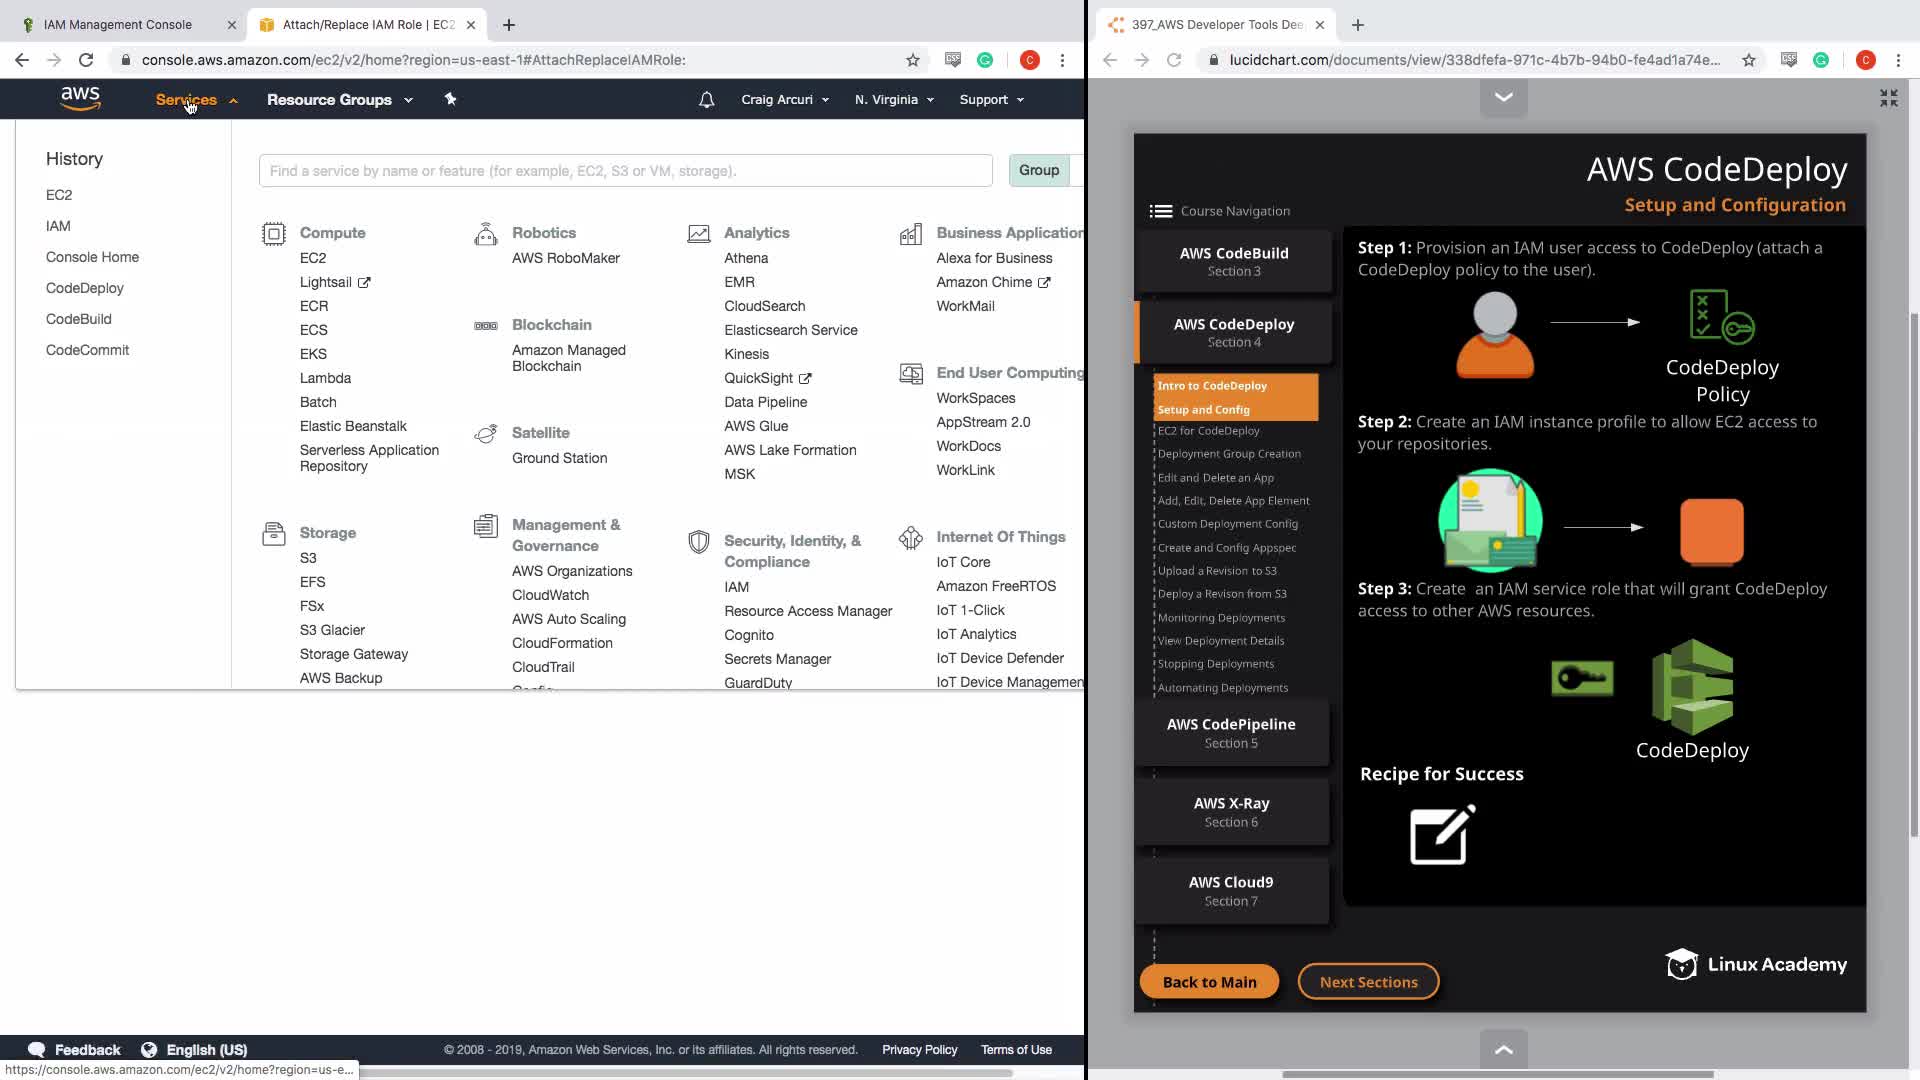 IAM Management Console
Attach/Replace IAM Role | EC2
397_AWS Developer Tools Dee
console.aws.amazon.com/ec2/v2/home?region=us-east-1#AttachReplaceIAMRole:
C
lucidchart.com/documents/view/338dfefa-971c-4b7b-94b0-fe4ad1a74e...
C
aws
Services
Resource Groups
Craig Arcuri
N. Virginia
Support
History
EC2
IAM
Console Home
CodeDeploy
CodeBuild
CodeCommit
Find a service by name or feature (for example, EC2, S3 or VM, storage).
Group
Compute
EC2
Lightsail
ECR
ECS
EKS
Lambda
Batch
Elastic Beanstalk
Serverless Application
Repository
Storage
S3
EFS
FSx
S3 Glacier
Storage Gateway
AWS Backup
Robotics
AWS RoboMaker
Blockchain
Amazon Managed
Blockchain
Satellite
Ground Station
Management &
Governance
AWS Organizations
CloudWatch
AWS Auto Scaling
CloudFormation
CloudTrail
Config
Analytics
Athena
EMR
CloudSearch
Elasticsearch Service
Kinesis
QuickSight
Data Pipeline
AWS Glue
AWS Lake Formation
MSK
Security, Identity, &
Compliance
IAM
Resource Access Manager
Cognito
Secrets Manager
GuardDuty
Business Application
Alexa for Business
Amazon Chime
WorkMail
End User Computing
WorkSpaces
AppStream 2.0
WorkDocs
WorkLink
Internet Of Things
IoT Core
Amazon FreeRTOS
IoT 1-Click
IoT Analytics
IoT Device Defender
IoT Device Managemen
Feedback
English (US)
© 2008 - 2019, Amazon Web Services, Inc. or its affiliates. All rights reserved.
Privacy Policy
Terms of Use
https://console.aws.amazon.com/ec2/v2/home?region=us-e...
AWS CodeDeploy
Setup and Configuration
Course Navigation
AWS CodeBuild
Section 3
AWS CodeDeploy
Section 4
Intro to CodeDeploy
Setup and Config
EC2 for CodeDeploy
Deployment Group Creation
Edit and Delete an App
Add, Edit, Delete App Element
Custom Deployment Config
Create and Config Appspec
Upload a Revision to S3
Deploy a Revison from S3
Monitoring Deployments
View Deployment Details
Stopping Deployments
Automating Deployments
AWS CodePipeline
Section 5
AWS X-Ray
Section 6
AWS Cloud9
Section 7
Back to Main
Next Sections
Step 1: Provision an IAM user access to CodeDeploy (attach a
CodeDeploy policy to the user).
CodeDeploy
Policy
Step 2: Create an IAM instance profile to allow EC2 access to
your repositories.
Step 3: Create an IAM service role that will grant CodeDeploy
access to other AWS resources.
CodeDeploy
Recipe for Success
Linux Academy